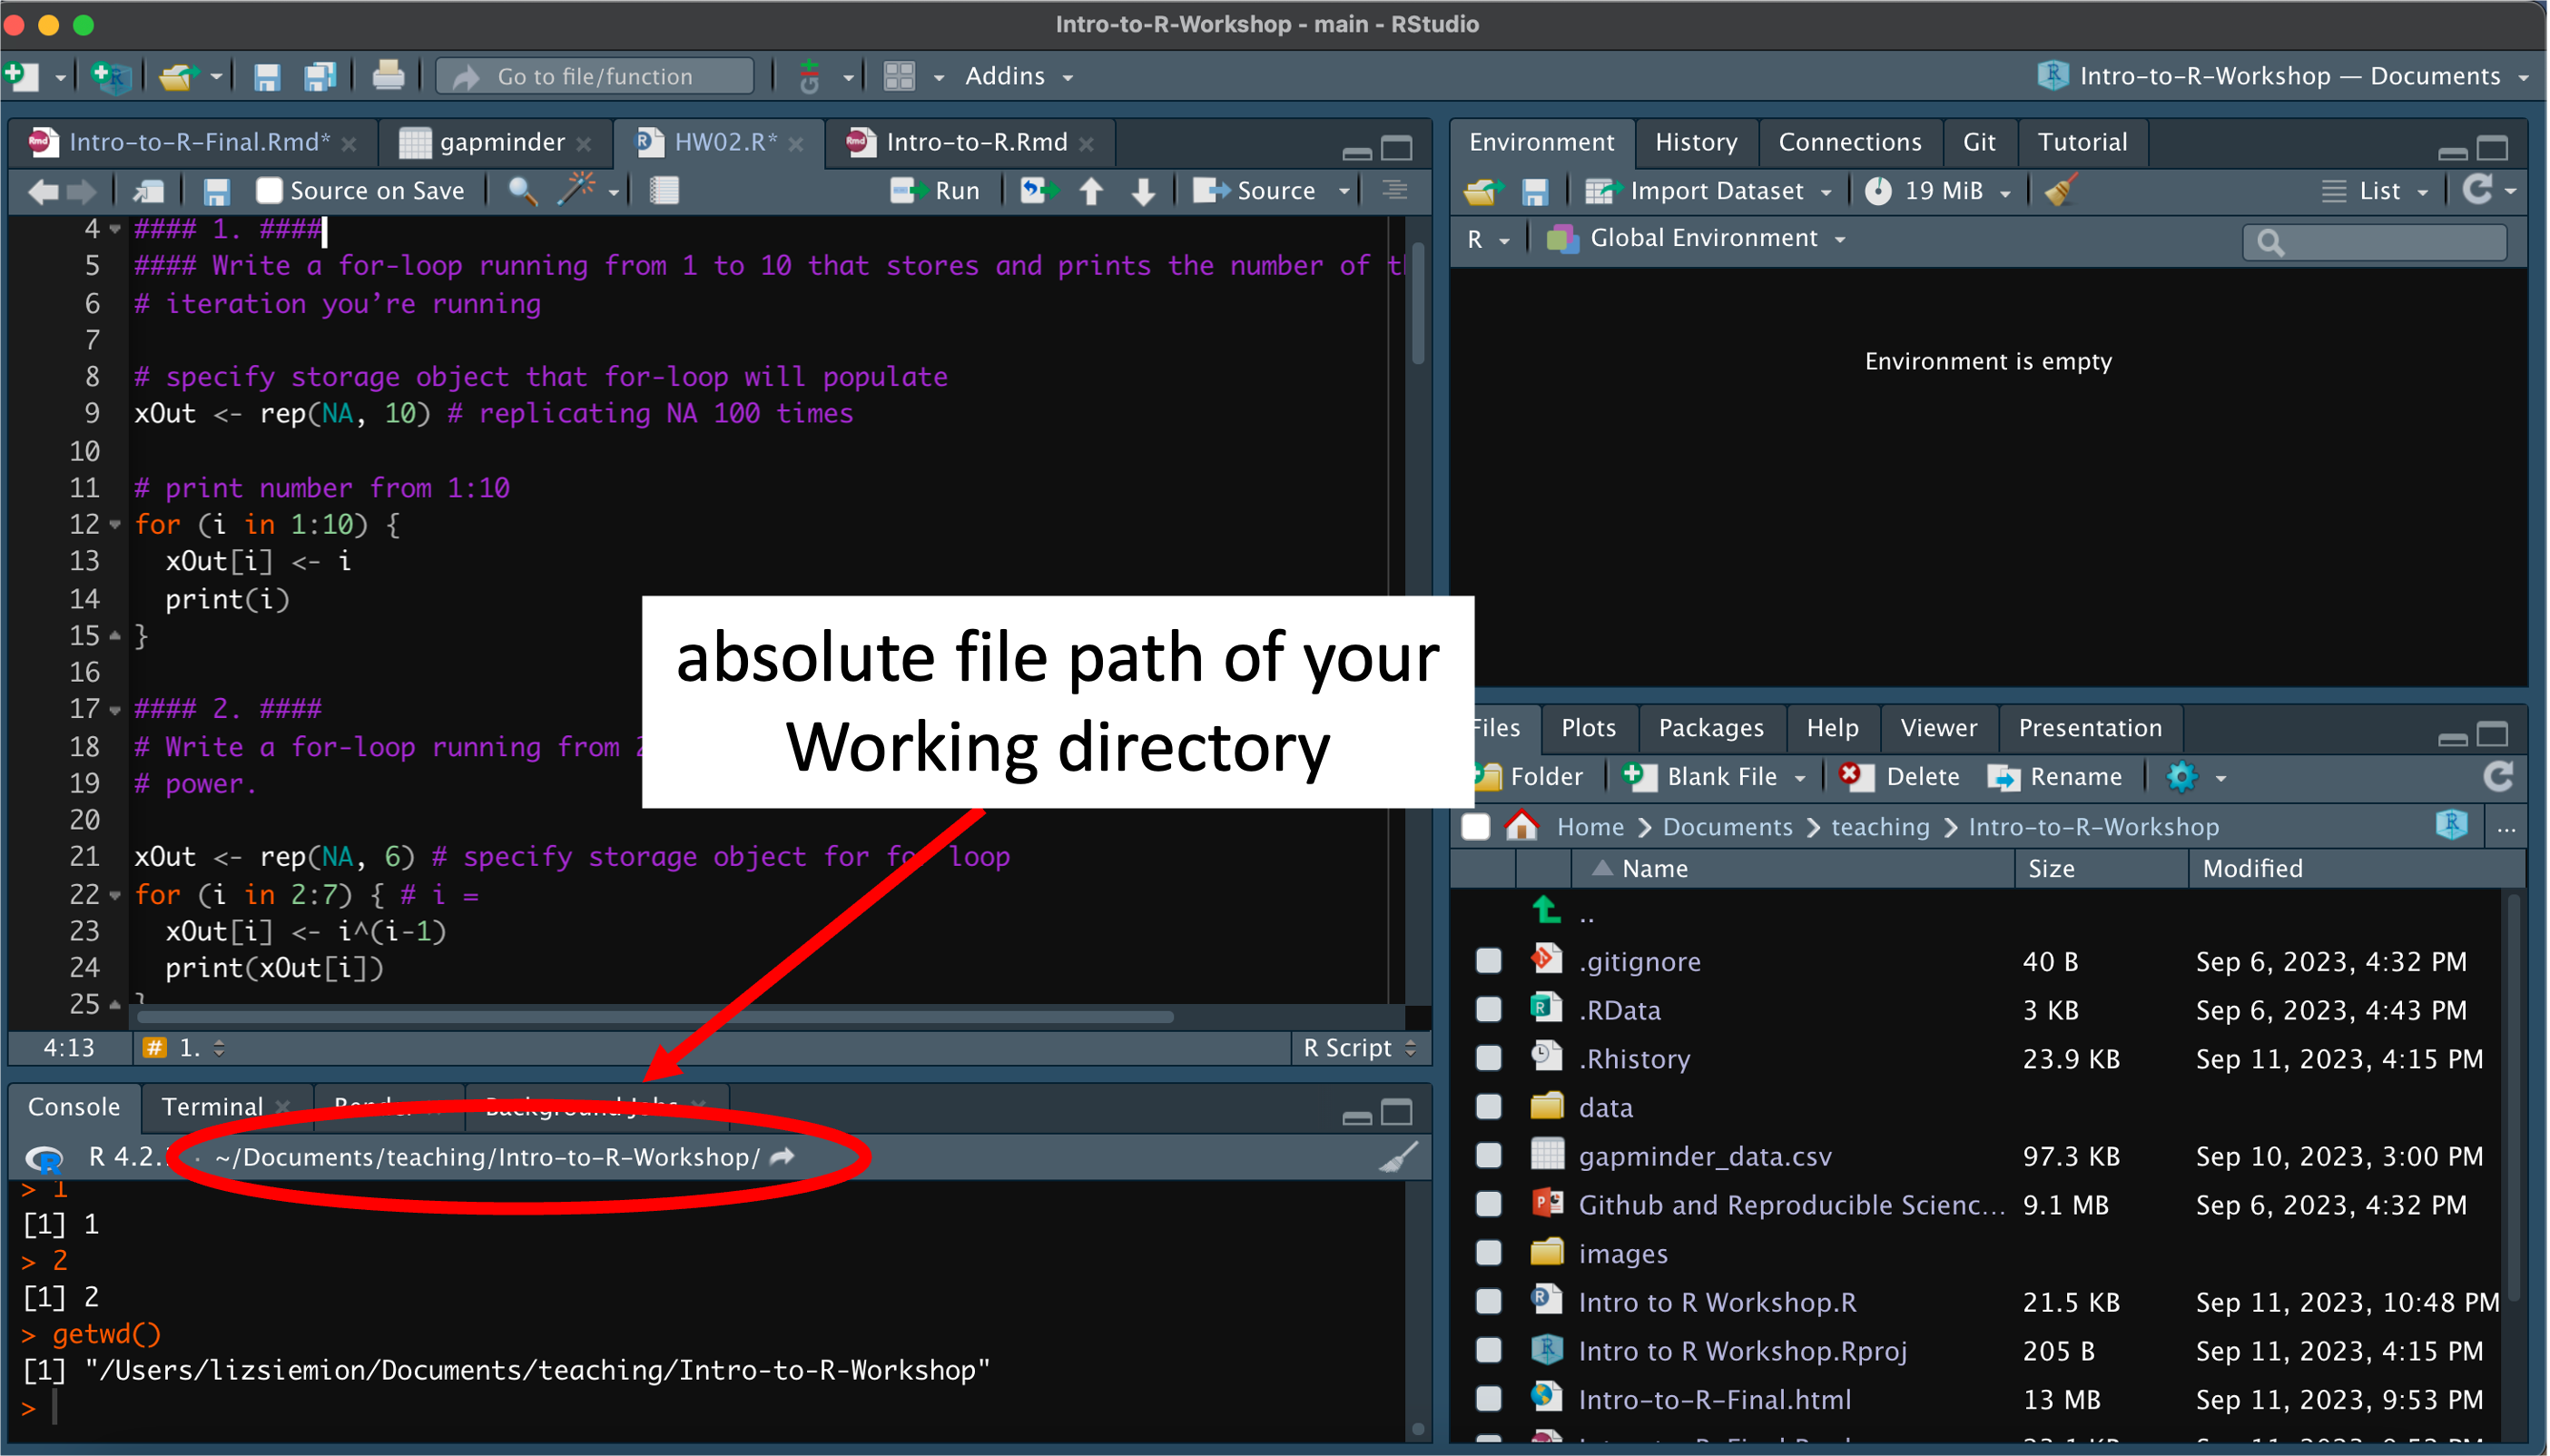 Intro-to-R-Workshop - main - RStudio
Go to file/function
Addins
Intro-to-R-Workshop — Documents
Intro-to-R-Final.Rmd*
gapminder
HW02.R*
Intro-to-R.Rmd
Source on Save
Run
Source
4 #### 1. ####
5 #### Write a for-loop running from 1 to 10 that stores and prints the number of
6 # iteration you’re running
7
8 # specify storage object that for-loop will populate
9 xOut <- rep(NA, 10) # replicating NA 100 times
10
11 # print number from 1:10
12 for (i in 1:10) {
13 xOut[i] <- i
14 print(i)
15 }
16
17 #### 2. ####
18 # Write a for-loop running from
19 # power.
20
21 xOut <- rep(NA, 6) # specify storage object for for loop
22 for (i in 2:7) { # i =
23 xOut[i] <- i^(i-1)
24 print(xOut[i])
25 }
absolute file path of your
Working directory
4:13
# 1.
R Script
Console
Terminal
Render
Background Jobs
R 4.2. · ~/Documents/teaching/Intro-to-R-Workshop/
> 1
[1] 1
> 2
[1] 2
> getwd()
[1] "/Users/lizsiemion/Documents/teaching/Intro-to-R-Workshop"
>
Environment
History
Connections
Git
Tutorial
Import Dataset
19 MiB
List
R
Global Environment
Environment is empty
Files
Plots
Packages
Help
Viewer
Presentation
Folder
Blank File
Delete
Rename
Home Documents teaching Intro-to-R-Workshop ...
Name Size Modified
..
.gitignore 40 B Sep 6, 2023, 4:32 PM
.RData 3 KB Sep 6, 2023, 4:43 PM
.Rhistory 23.9 KB Sep 11, 2023, 4:15 PM
data
gapminder_data.csv 97.3 KB Sep 10, 2023, 3:00 PM
Github and Reproducible Scienc... 9.1 MB Sep 6, 2023, 4:32 PM
images
Intro to R Workshop.R 21.5 KB Sep 11, 2023, 10:48 PM
Intro to R Workshop.Rproj 205 B Sep 11, 2023, 4:15 PM
Intro-to-R-Final.html 13 MB Sep 11, 2023, 9:53 PM